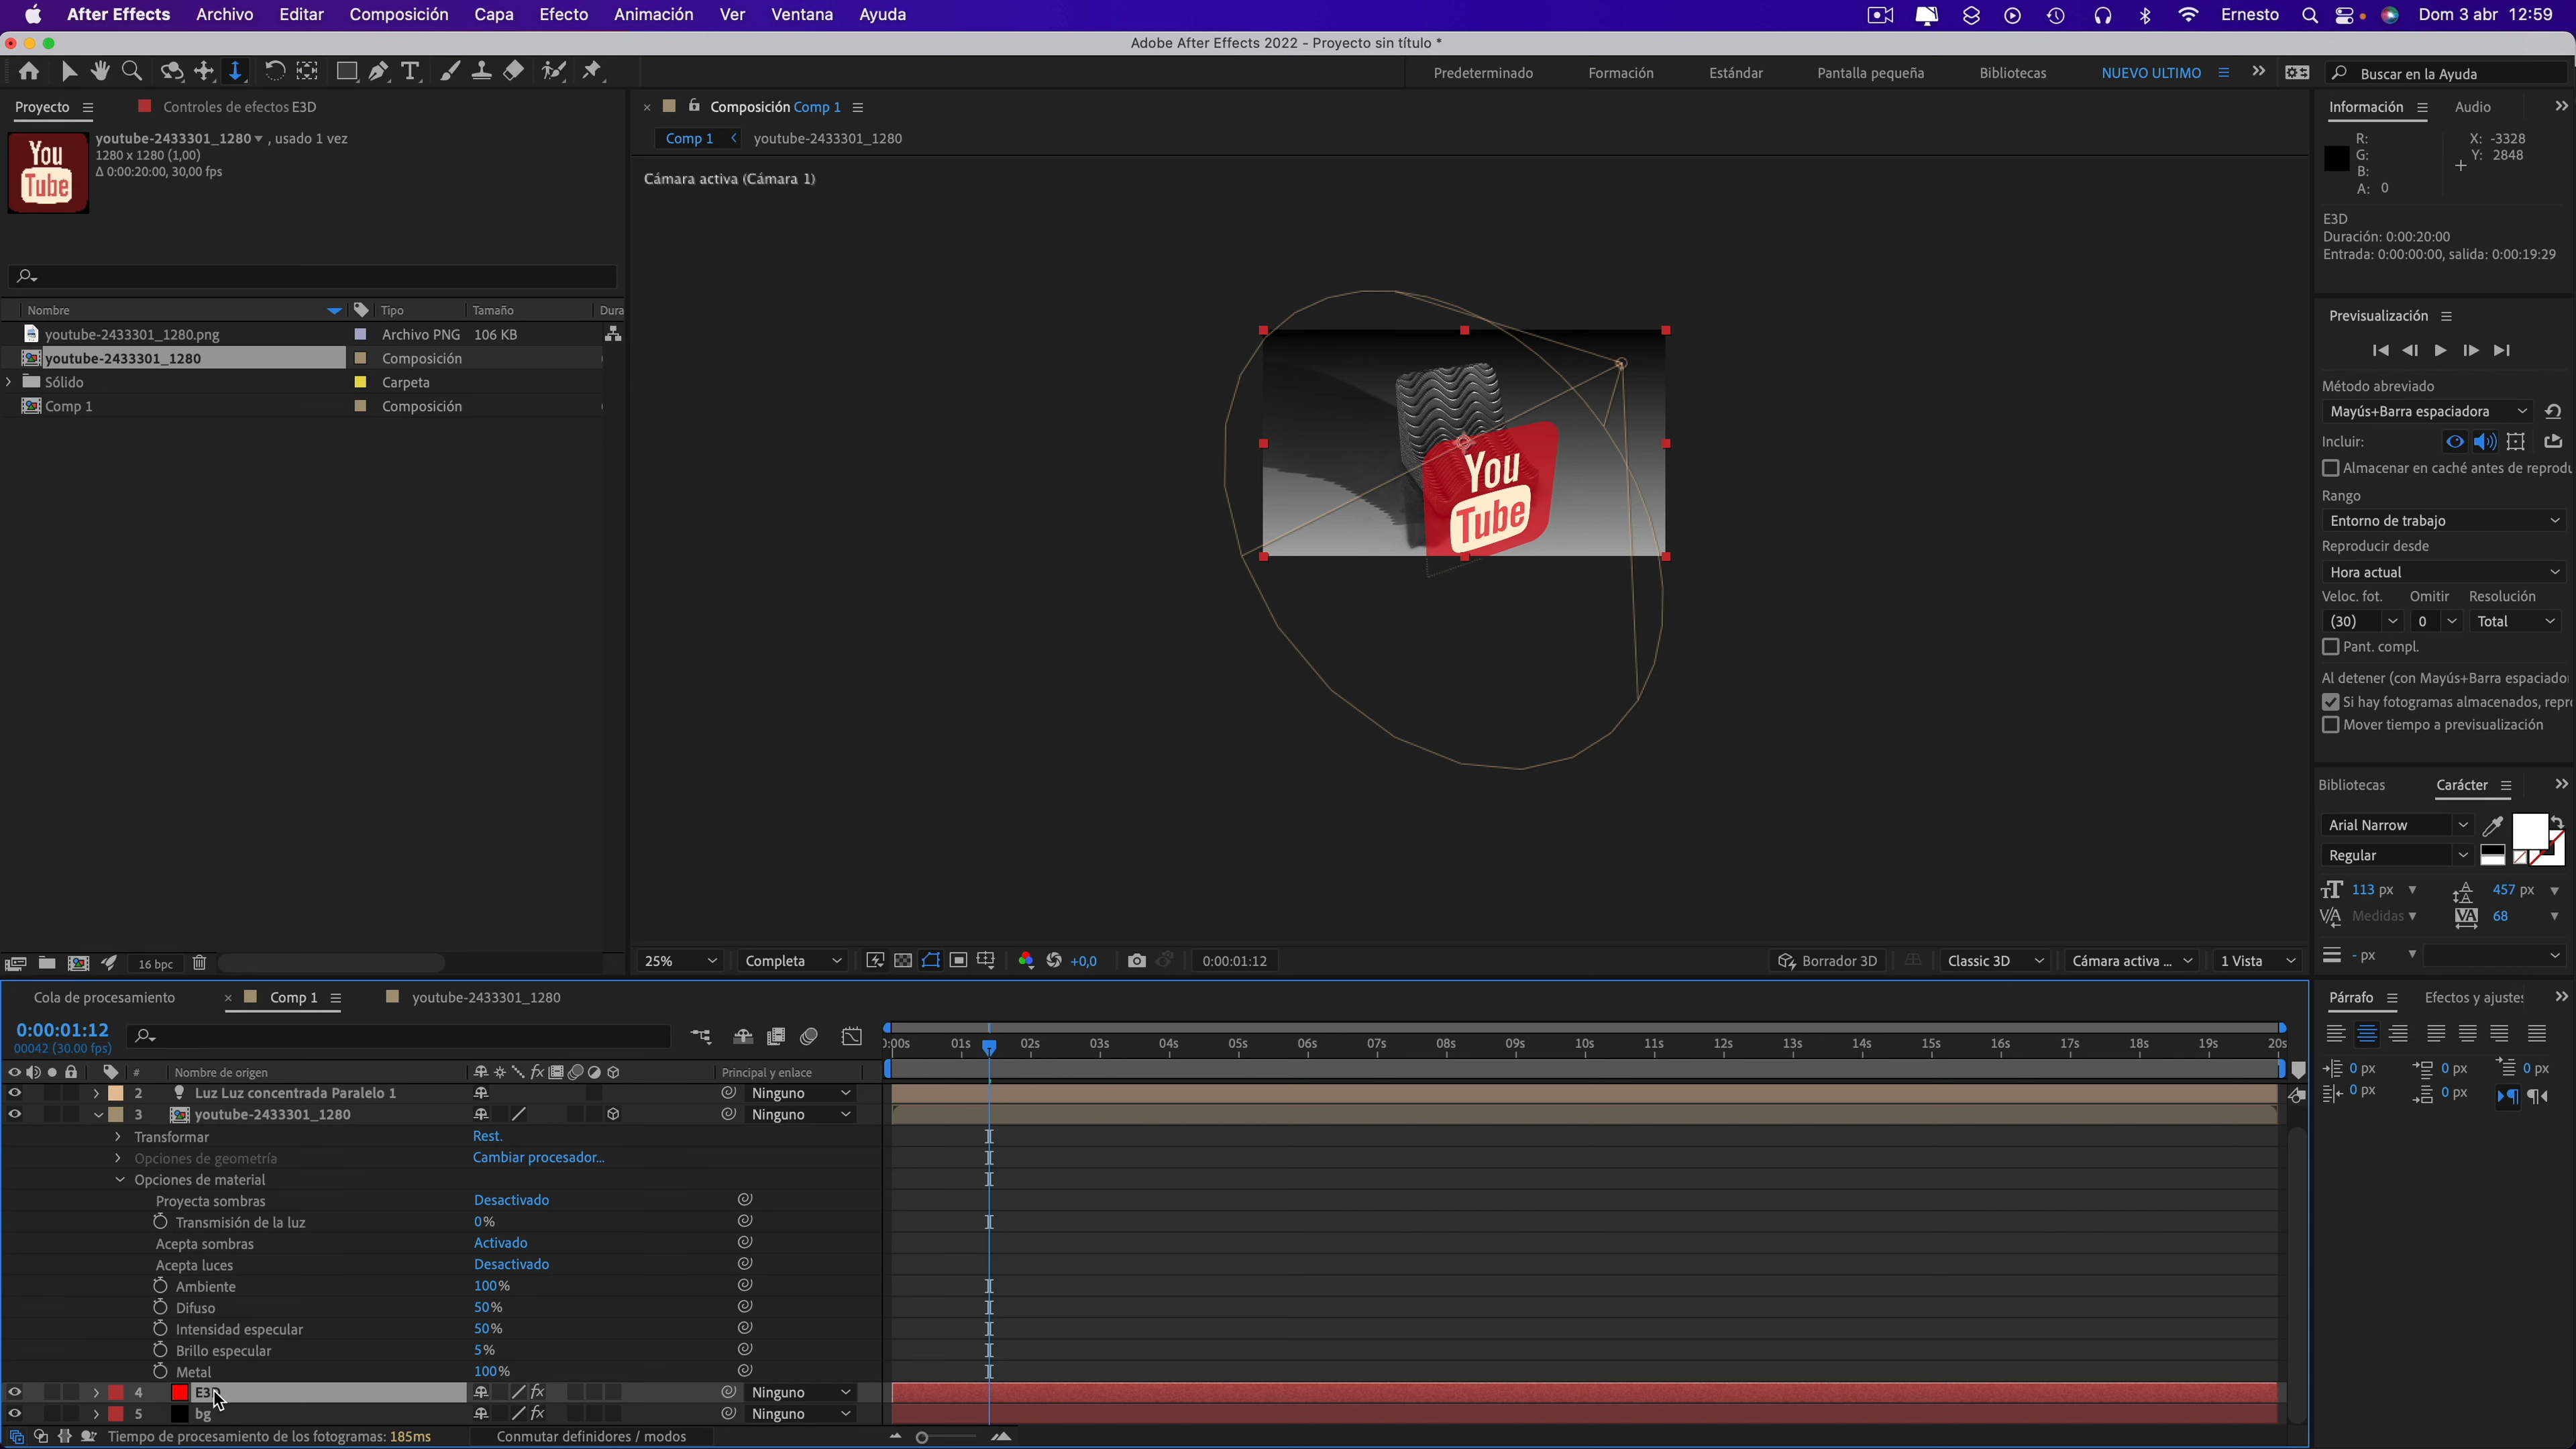 After Effects Archivo Editar Composición Capa Efecto Animación Ver Ventana Ayuda Ernesto Dom 3 abr 12:59
Adobe After Effects 2022 - Proyecto sin título *
Predeterminado Formación Estándar Pantalla pequeña Bibliotecas NUEVO ULTIMO Buscar en la Ayuda
Proyecto Controles de efectos E3D
youtube-2433301_1280 , usado 1 vez
1280 x 1280 (1,00)
Δ 0:00:20:00, 30,00 fps
You
Tube
Nombre Tipo Tamaño Dura
youtube-2433301_1280.png Archivo PNG 106 KB
youtube-2433301_1280 Composición
Sólido Carpeta
Comp 1 Composición
16 bpc
Composición Comp 1
Comp 1 youtube-2433301_1280
Cámara activa (Cámara 1)
You
Tube
25% Completa +0,0 0:00:01:12 Borrador 3D Classic 3D Cámara activa ... 1 Vista
Información Audio
R: X: -3328
G: Y: 2848
B:
A: 0
E3D
Duración: 0:00:20:00
Entrada: 0:00:00:00, salida: 0:00:19:29
Previsualización
Método abreviado
Mayús+Barra espaciadora
Incluir:
Almacenar en caché antes de reprodu
Rango
Entorno de trabajo
Reproducir desde
Hora actual
Veloc. fot. Omitir Resolución
(30) 0 Total
Pant. compl.
Al detener (con Mayús+Barra espaciado
Si hay fotogramas almacenados, repr
Mover tiempo a previsualización
Bibliotecas Carácter
Arial Narrow
Regular
113 px 457 px
Medidas 68
- px
Párrafo Efectos y ajustes
0 px 0 px 0 px
0 px 0 px
Cola de procesamiento Comp 1 youtube-2433301_1280
0:00:01:12
00042 (30.00 fps)
# Nombre de origen Principal y enlace
):00s 01s 02s 03s 04s 05s 06s 07s 08s 09s 10s 11s 12s 13s 14s 15s 16s 17s 18s 19s 20s
2 Luz Luz concentrada Paralelo 1 Ninguno
3 youtube-2433301_1280 Ninguno
Transformar Rest.
Opciones de geometría Cambiar procesador...
Opciones de material
Proyecta sombras Desactivado
Transmisión de la luz 0%
Acepta sombras Activado
Acepta luces Desactivado
Ambiente 100%
Difuso 50%
Intensidad especular 50%
Brillo especular 5%
Metal 100%
4 E3D Ninguno
5 bg Ninguno
Tiempo de procesamiento de los fotogramas: 185ms Conmutar definidores / modos